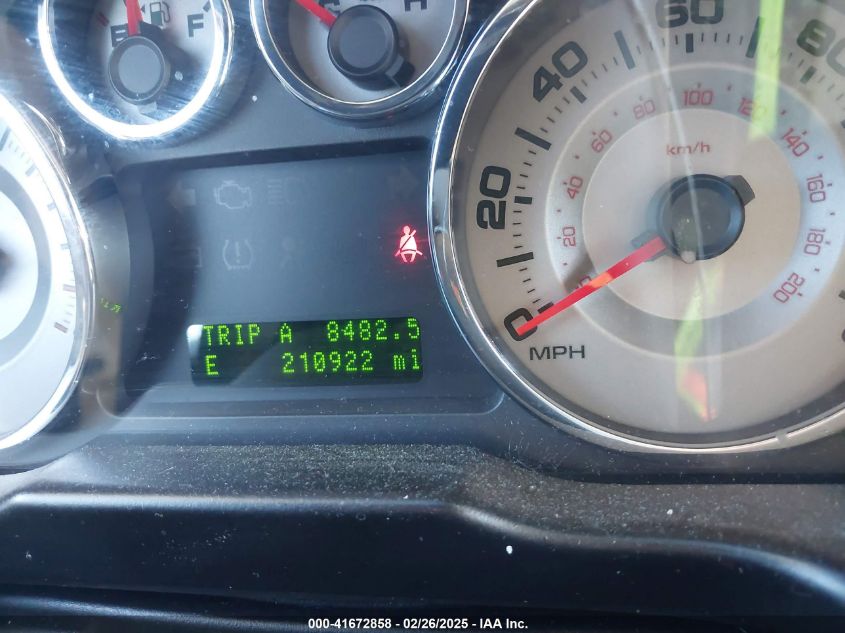 E F
C H
TRIP A 8482.5
E 210922 mi
0 20 40 60 80
MPH
20 40 60 80 100 120 140 160 180 200
km/h
000-41672858 - 02/26/2025 - IAA Inc.